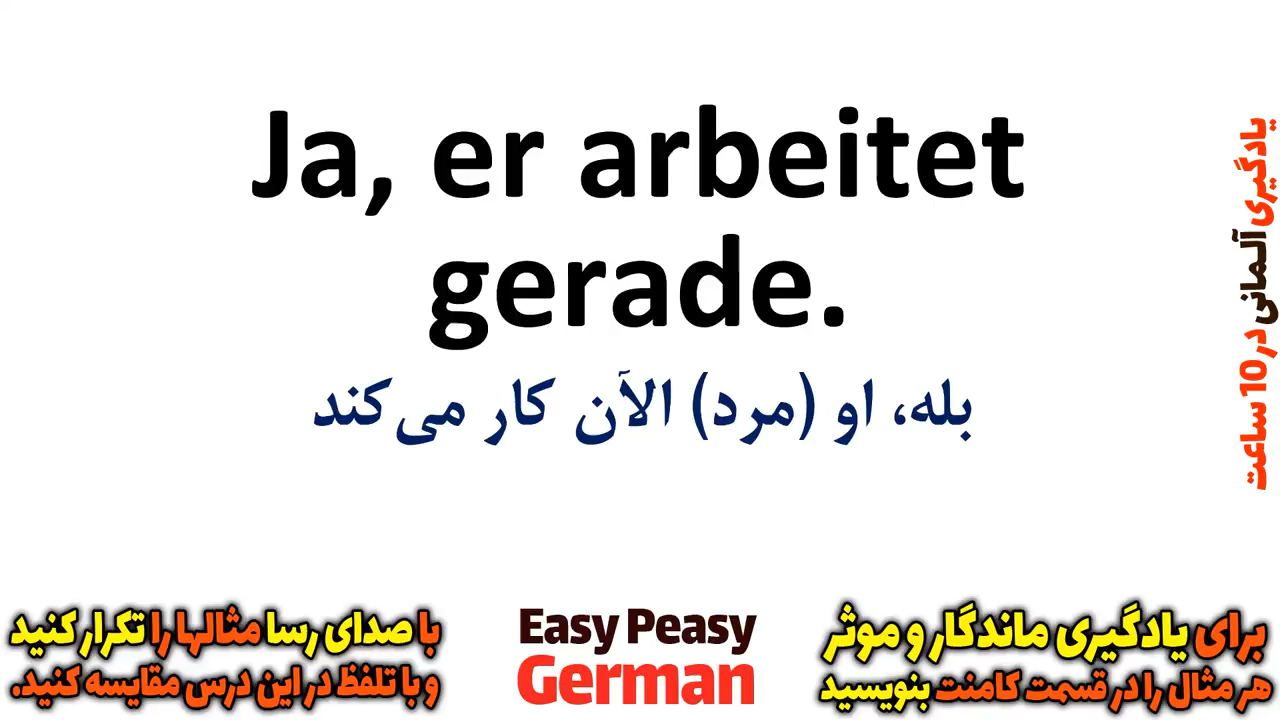 Ja, er arbeitet
gerade.
بله، او (مرد) الآن کار می‌کند
یادگیری آلمانی در 10 ساعت
با صدای رسا مثالها را تکرار کنید
و با تلفظ در این درس مقایسه کنید.
Easy Peasy
German
برای یادگیری ماندگار و موثر
هر مثال را در قسمت کامنت بنویسید